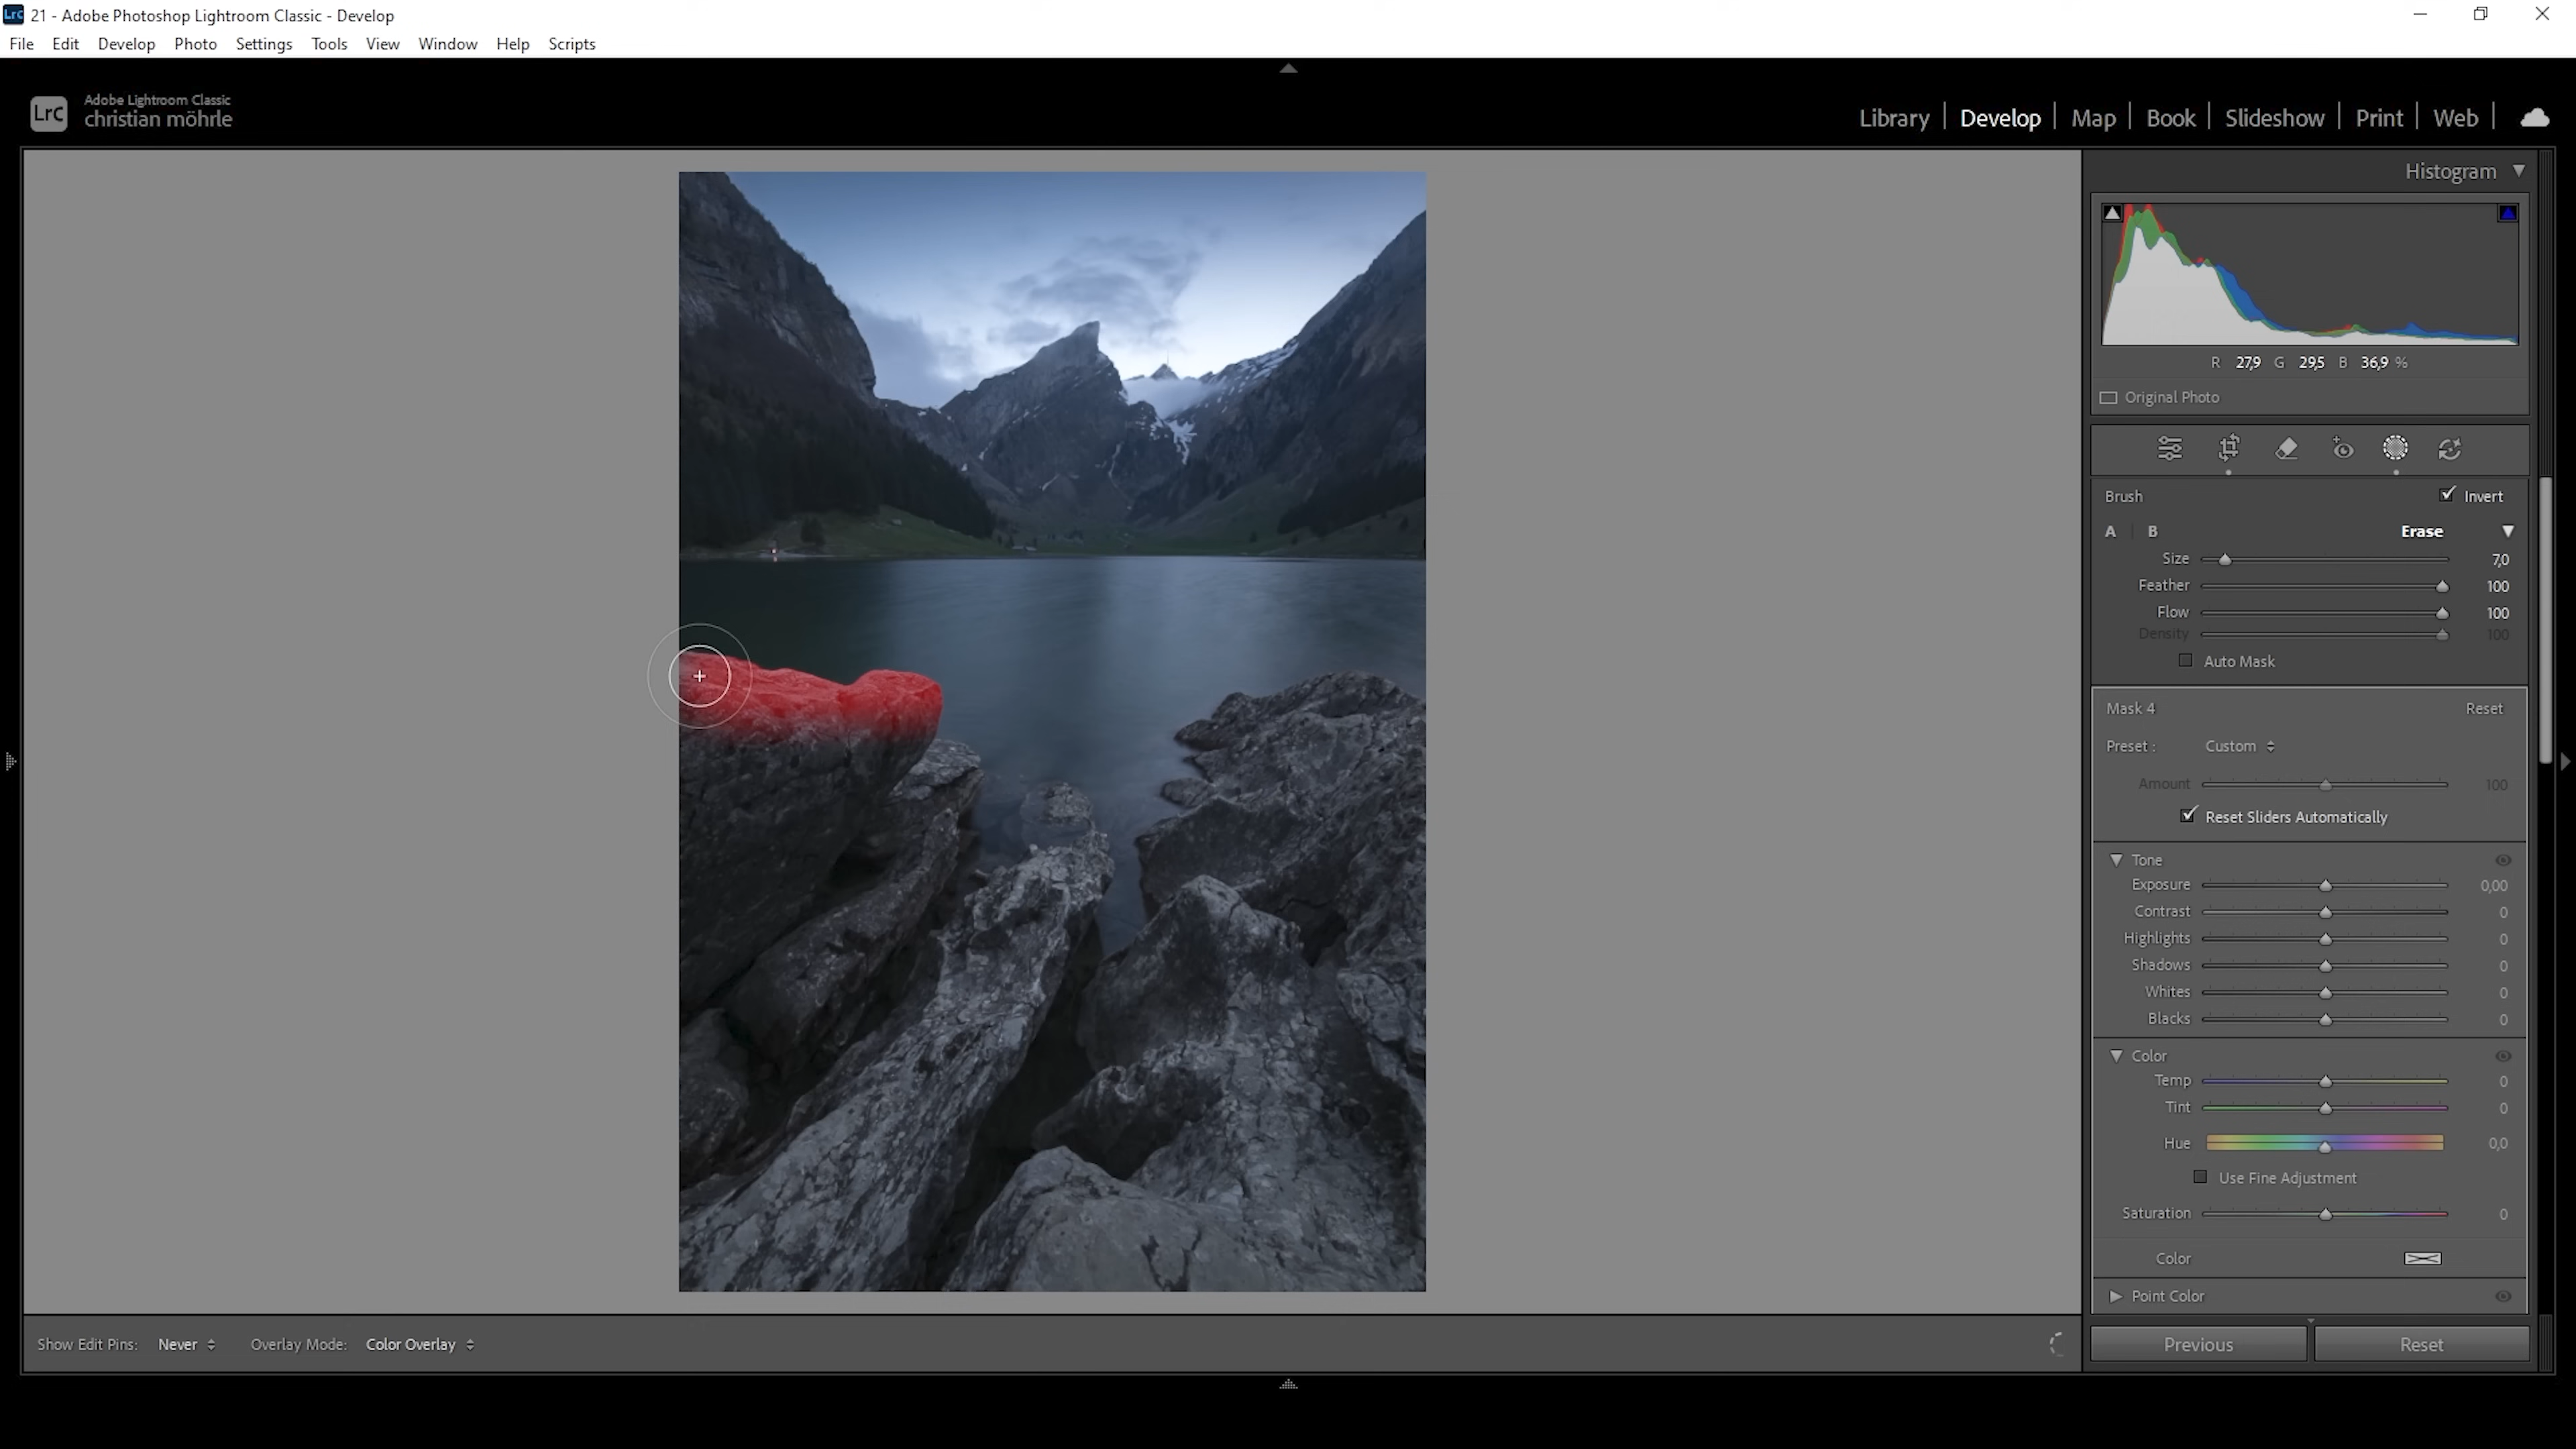 Lrc 21 - Adobe Photoshop Lightroom Classic - Develop
File Edit Develop Photo Settings Tools View Window Help Scripts
Lrc Adobe Lightroom Classic
christian möhrle
Library Develop Map Book Slideshow Print Web
Histogram
R 27,9 G 29,5 B 36,9 %
Original Photo
Brush Invert
A B Erase
Size 7,0
Feather 100
Flow 100
Density 100
Auto Mask
Mask 4 Reset
Preset : Custom
Amount 100
Reset Sliders Automatically
Tone
Exposure 0,00
Contrast 0
Highlights 0
Shadows 0
Whites 0
Blacks 0
Color
Temp 0
Tint 0
Hue 0,0
Use Fine Adjustment
Saturation 0
Color
Point Color
Show Edit Pins: Never Overlay Mode: Color Overlay
Previous Reset